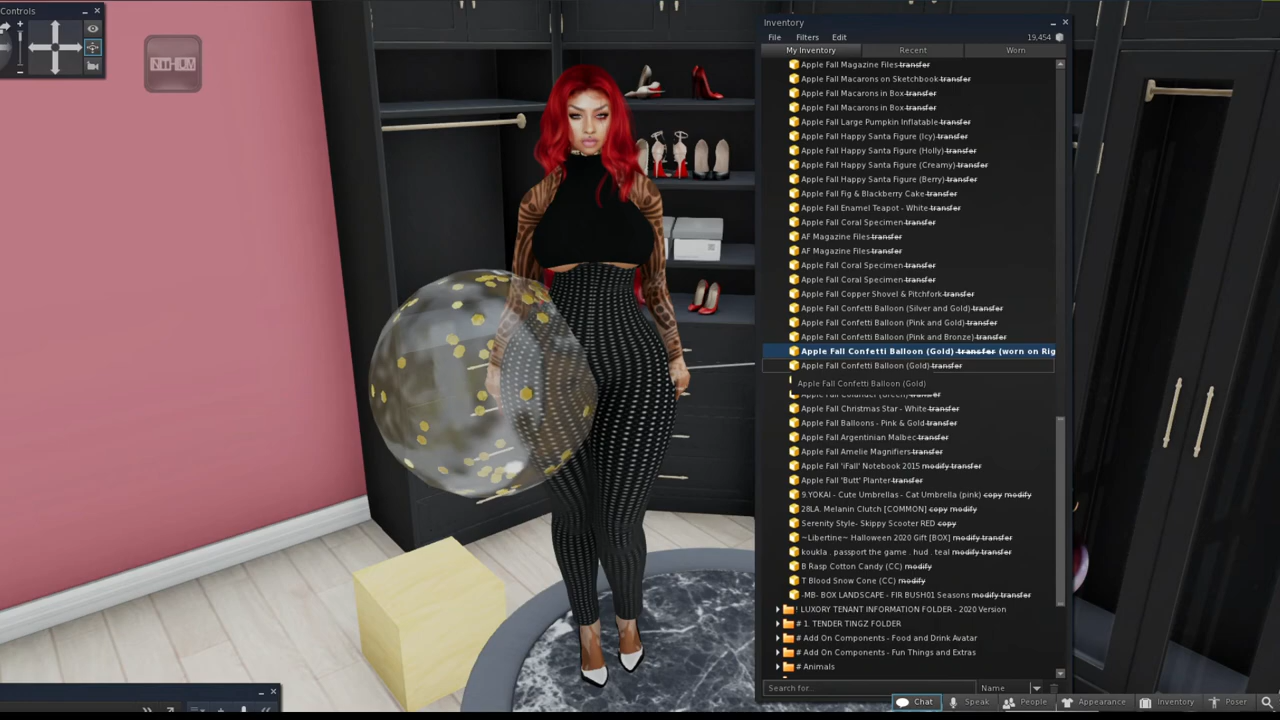 Controls
NITHIUM
Inventory
File Filters Edit 19,454
My Inventory Recent Worn
Apple Fall Magazine Files transfer
Apple Fall Macarons on Sketchbook transfer
Apple Fall Macarons in Box transfer
Apple Fall Macarons in Box transfer
Apple Fall Large Pumpkin Inflatable transfer
Apple Fall Happy Santa Figure (Icy) transfer
Apple Fall Happy Santa Figure (Holly) transfer
Apple Fall Happy Santa Figure (Creamy) transfer
Apple Fall Happy Santa Figure (Berry) transfer
Apple Fall Fig & Blackberry Cake transfer
Apple Fall Enamel Teapot - White transfer
Apple Fall Coral Specimen transfer
AF Magazine Files transfer
AF Magazine Files transfer
Apple Fall Coral Specimen transfer
Apple Fall Coral Specimen transfer
Apple Fall Copper Shovel & Pitchfork transfer
Apple Fall Confetti Balloon (Silver and Gold) transfer
Apple Fall Confetti Balloon (Pink and Gold) transfer
Apple Fall Confetti Balloon (Pink and Bronze) transfer
Apple Fall Confetti Balloon (Gold) transfer (worn on Rig
Apple Fall Confetti Balloon (Gold) transfer
Apple Fall Confetti Balloon (Gold)
Apple Fall Colander (Green) transfer
Apple Fall Christmas Star - White transfer
Apple Fall Balloons - Pink & Gold transfer
Apple Fall Argentinian Malbec transfer
Apple Fall Amelie Magnifiers transfer
Apple Fall 'iFall' Notebook 2015 modify transfer
Apple Fall 'Butt' Planter transfer
9.YOKAI - Cute Umbrellas - Cat Umbrella (pink) copy modify
28LA. Melanin Clutch [COMMON] copy modify
Serenity Style- Skippy Scooter RED copy
~Libertine~ Halloween 2020 Gift [BOX] modify transfer
koukla . passport the game . hud . teal modify transfer
B Rasp Cotton Candy (CC) modify
T Blood Snow Cone (CC) modify
-MB- BOX LANDSCAPE - FIR BUSH01 Seasons modify transfer
! LUXORY TENANT INFORMATION FOLDER - 2020 Version
# 1. TENDER TINGZ FOLDER
# Add On Components - Food and Drink Avatar
# Add On Components - Fun Things and Extras
# Animals
Search for.. Name
Chat Speak People Appearance Inventory Poser